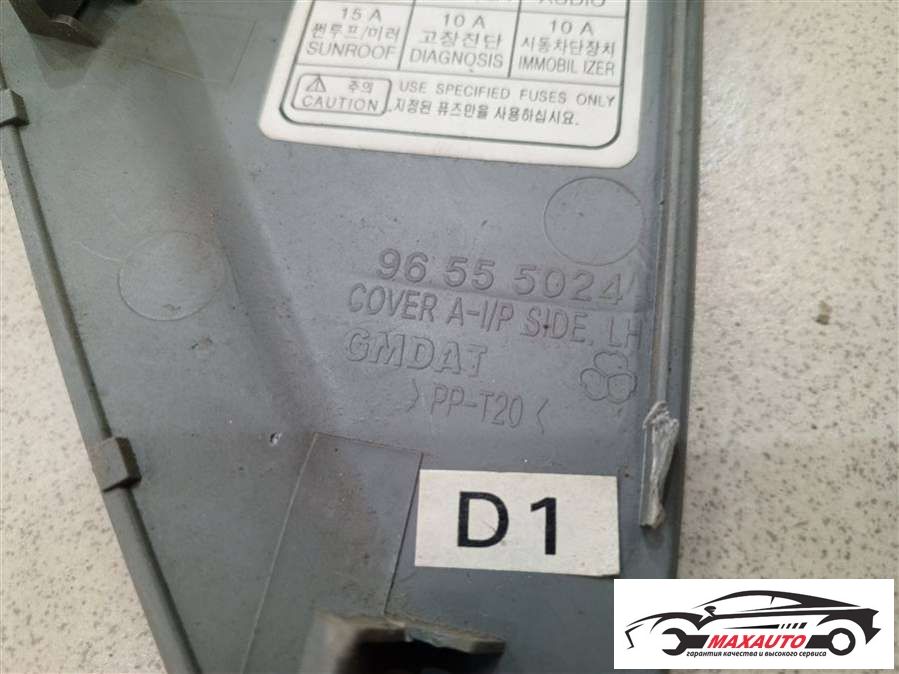 AUDIO
15 A 10 A 10 A
썬루프/미러 고장진단 시동차단장치
SUNROOF DIAGNOSIS IMMOBILIZER
주의 USE SPECIFIED FUSES ONLY
CAUTION 지정된 퓨즈만을 사용하십시요.
96 55 5024
COVER A-I/P SIDE, LH
GMDAT
>PP-T20<
D1
MAXAUTO
гарантия качества и высокого сервиса